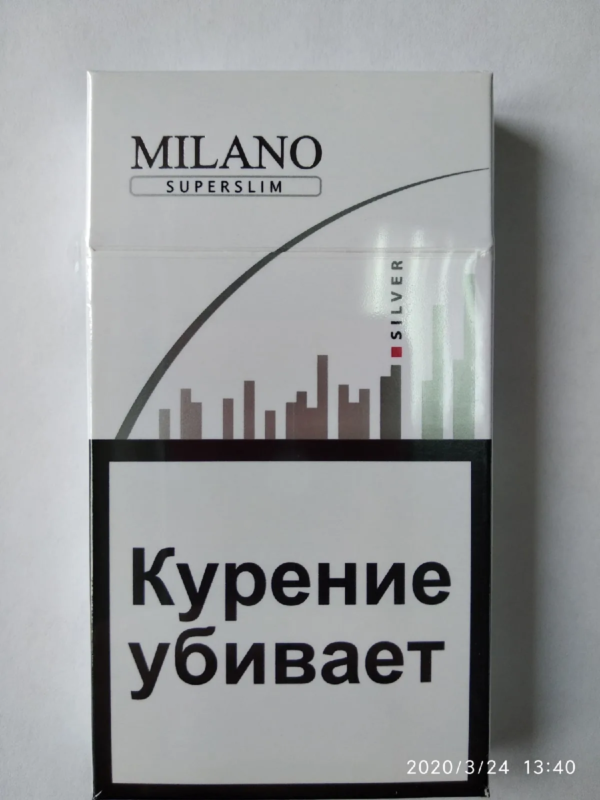 MILANO
SUPERSLIM
SILVER
Курение
убивает
2020/3/24 13:40